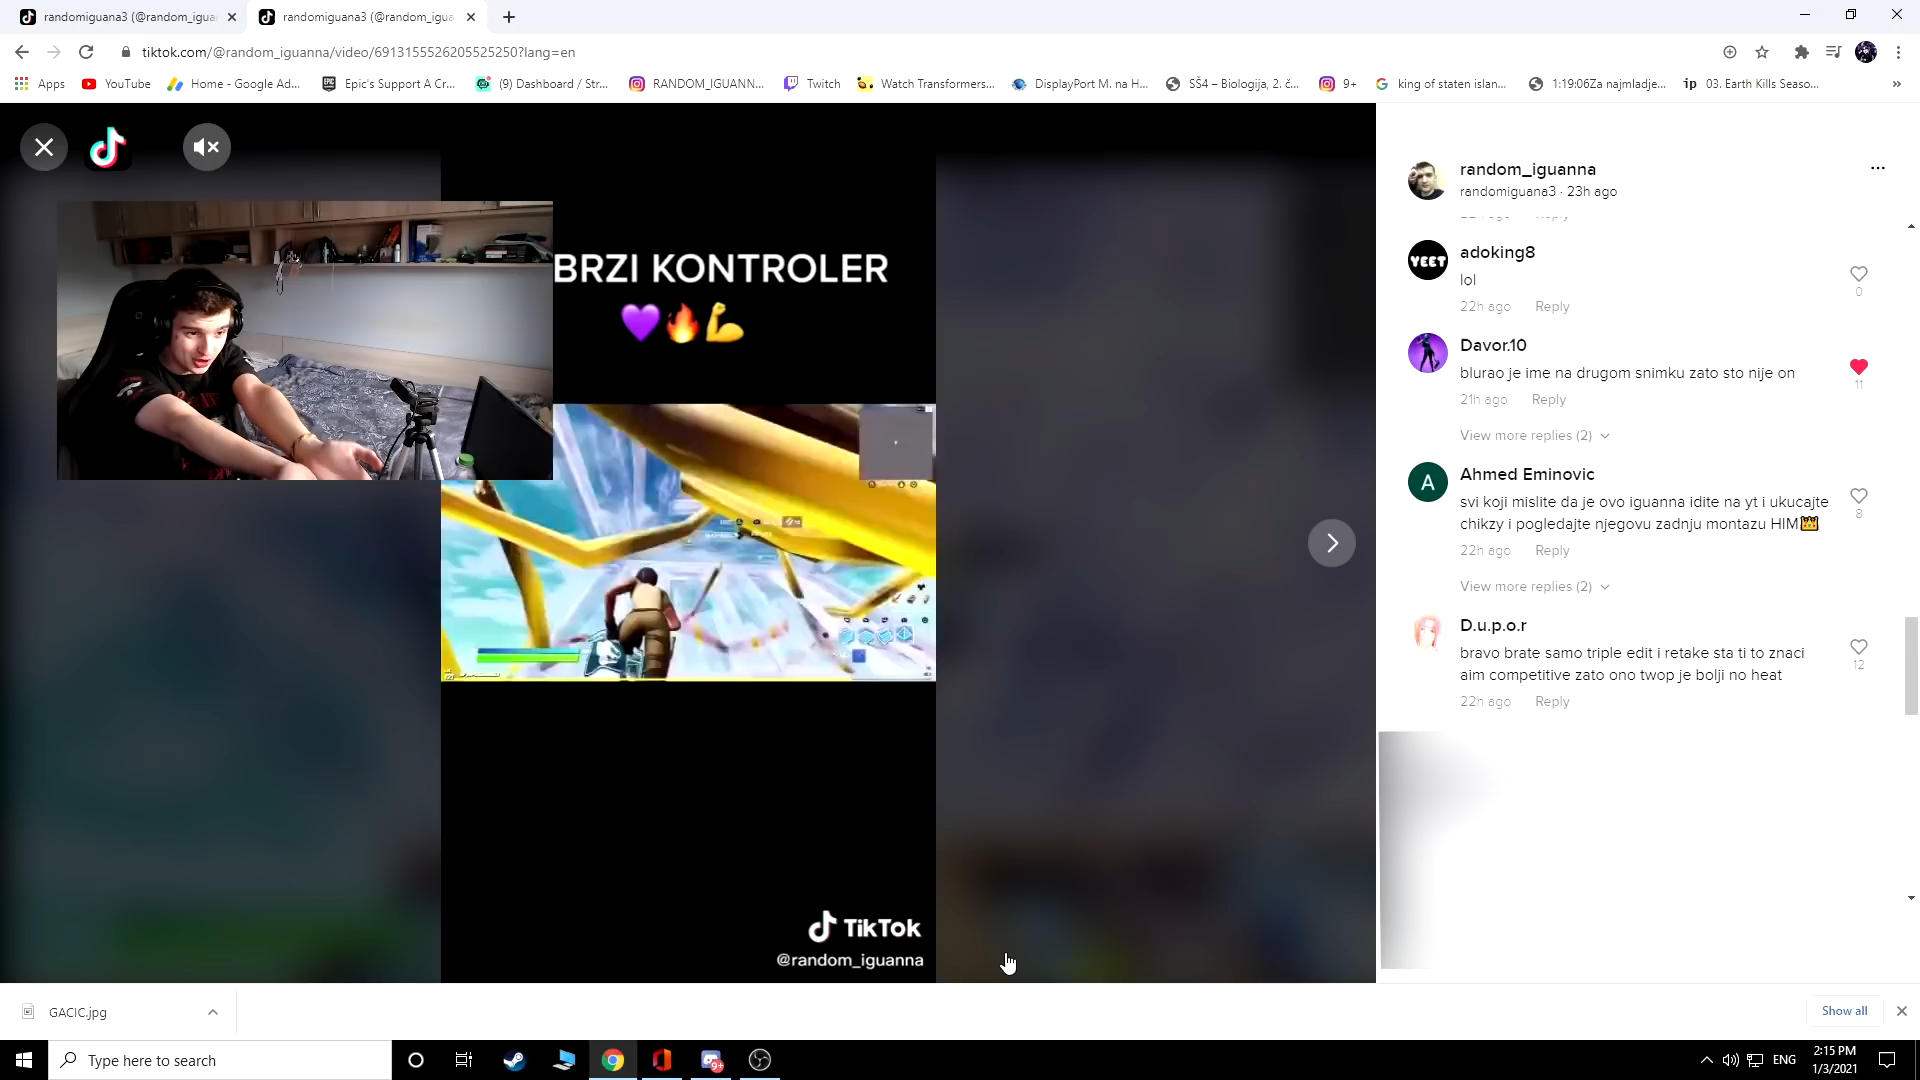 randomiguana3 (@random_igua
randomiguana3 (@random_igua
tiktok.com/@random_iguanna/video/6913155526205525250?lang=en
Apps
YouTube
Home - Google Ad...
Epic's Support A Cr...
(9) Dashboard / Str...
RANDOM_IGUANN...
Twitch
Watch Transformers...
DisplayPort M. na H...
SŠ4 – Biologija, 2. č...
9+
king of staten islan...
1:19:06Za najmladje...
ip 03. Earth Kills Seaso...
»
BRZI KONTROLER
💜🔥💪
TikTok
@random_iguanna
random_iguanna
randomiguana3 · 23h ago
YEET
adoking8
lol
0
22h ago Reply
Davor.10
blurao je ime na drugom snimku zato sto nije on
11
21h ago Reply
View more replies (2)
A
Ahmed Eminovic
svi koji mislite da je ovo iguanna idite na yt i ukucajte
chikzy i pogledajte njegovu zadnju montazu HIM👑
8
22h ago Reply
View more replies (2)
D.u.p.o.r
bravo brate samo triple edit i retake sta ti to znaci
aim competitive zato ono twop je bolji no heat
12
22h ago Reply
GACIC.jpg
Show all
Type here to search
9+
ENG
2:15 PM
1/3/2021